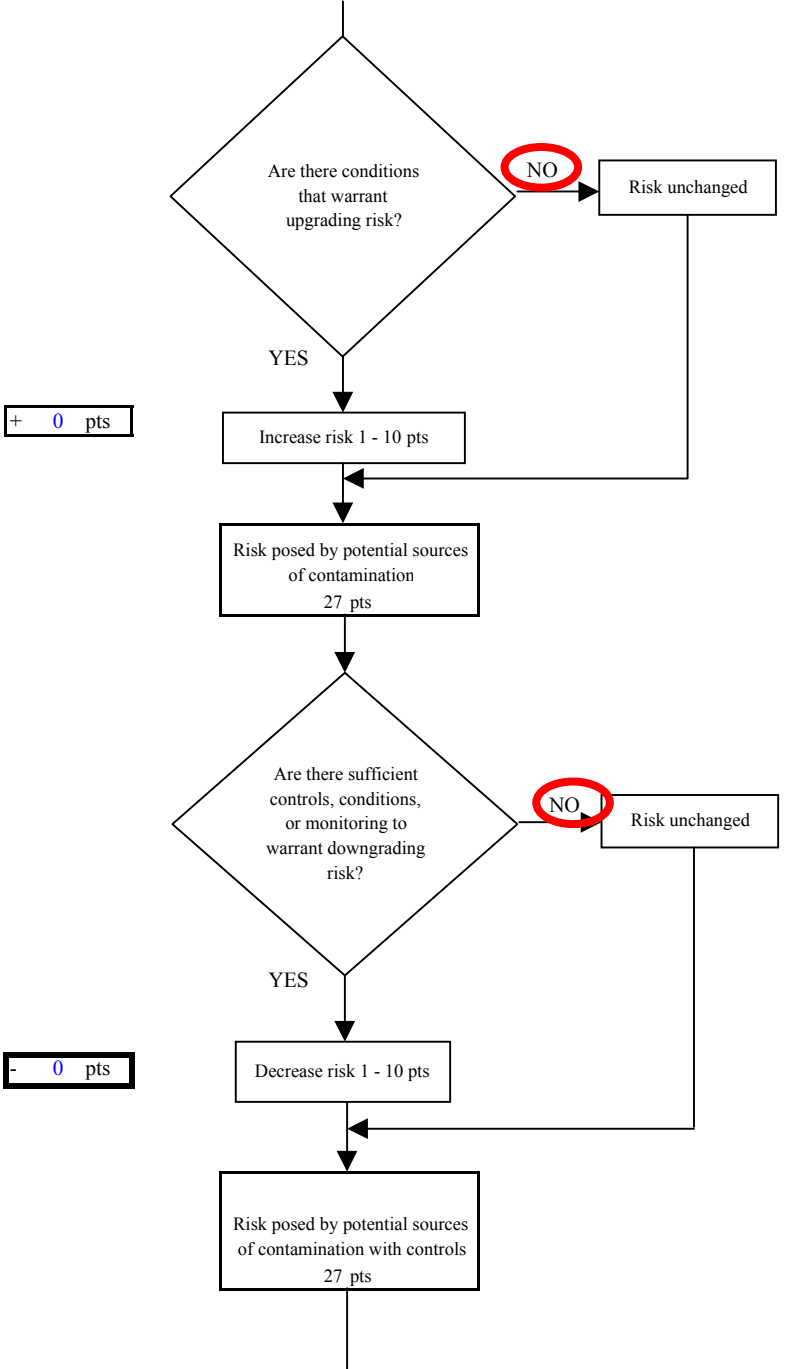 Are there conditions
that warrant
upgrading risk?
NO
Risk unchanged
YES
+ 0 pts
Increase risk 1 - 10 pts
Risk posed by potential sources
of contamination
27 pts
Are there sufficient
controls, conditions,
or monitoring to
warrant downgrading
risk?
NO
Risk unchanged
YES
- 0 pts
Decrease risk 1 - 10 pts
Risk posed by potential sources
of contamination with controls
27 pts